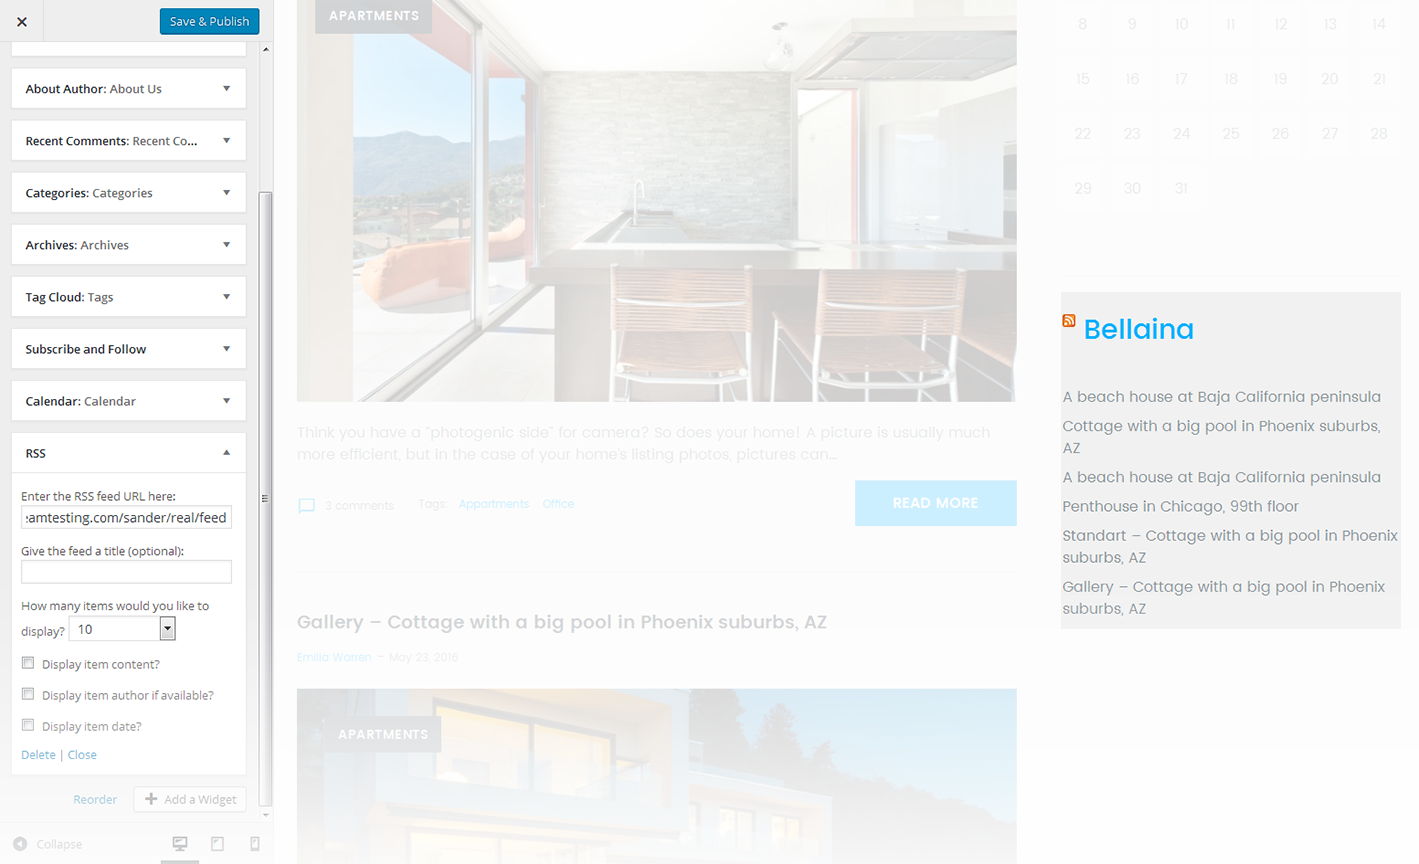 Save & Publish
About Author: About Us
Recent Comments: Recent Co...
Categories: Categories
Archives: Archives
Tag Cloud: Tags
Subscribe and Follow
Calendar: Calendar
RSS
Enter the RSS feed URL here:
eamtesting.com/sander/real/feed
Give the feed a title (optional):
How many items would you like to
display? 10
Display item content?
Display item author if available?
Display item date?
Delete | Close
Reorder
Add a Widget
Collapse
APARTMENTS
Think you have a "photogenic side" for camera? So does your home! A picture is usually much
more efficient, but in the case of your home's listing photos, pictures can...
3 comments Tags: Appartments Office
READ MORE
Gallery – Cottage with a big pool in Phoenix suburbs, AZ
Emilia Warren – May 23, 2016
APARTMENTS
8 9 10 11 12 13 14
15 16 17 18 19 20 21
22 23 24 25 26 27 28
29 30 31
Bellaina
A beach house at Baja California peninsula
Cottage with a big pool in Phoenix suburbs,
AZ
A beach house at Baja California peninsula
Penthouse in Chicago, 99th floor
Standart – Cottage with a big pool in Phoenix
suburbs, AZ
Gallery – Cottage with a big pool in Phoenix
suburbs, AZ